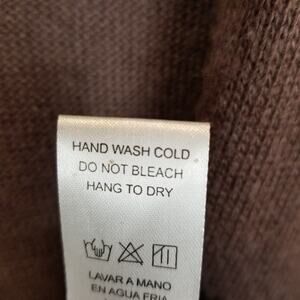 HAND WASH COLD
DO NOT BLEACH
HANG TO DRY
LAVAR A MANO
EN AGUA FRIA